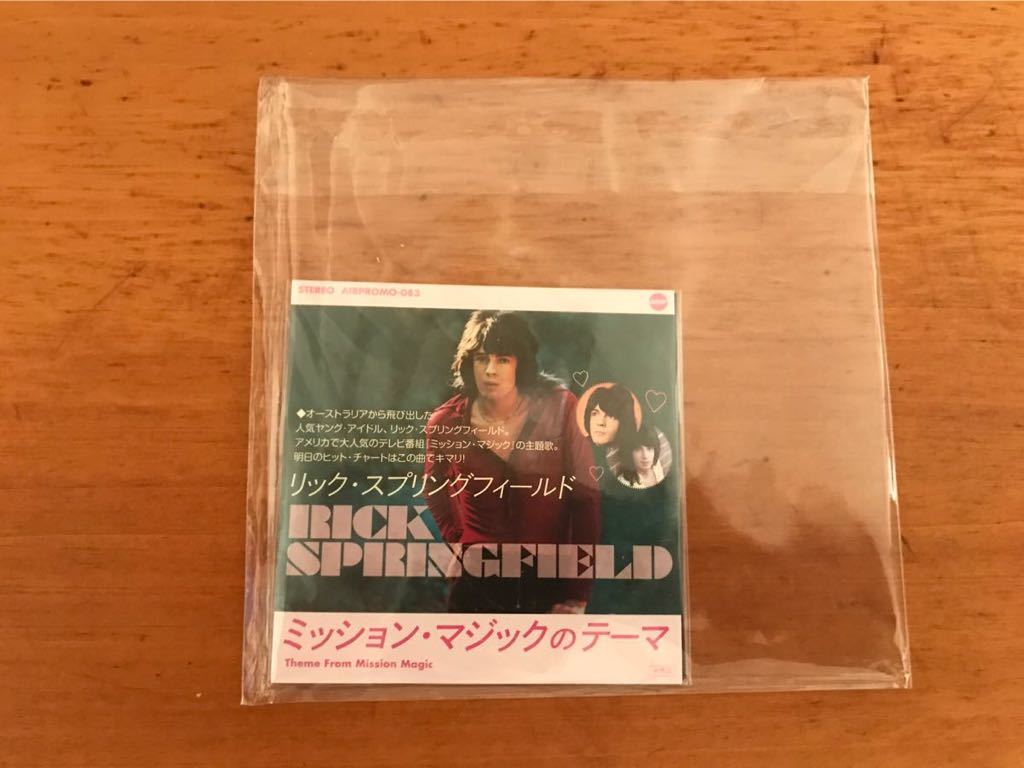 STEREO AIRPROMO-083
◆オーストラリアから飛び出した
人気ヤング・アイドル、リック・スプリングフィールド。
アメリカで大人気のテレビ番組「ミッション・マジック」の主題歌。
明日のヒット・チャートはこの曲でキマリ!
リック・スプリングフィールド
RICK
SPRINGFIELD
ミッション・マジックのテーマ
Theme From Mission Magic